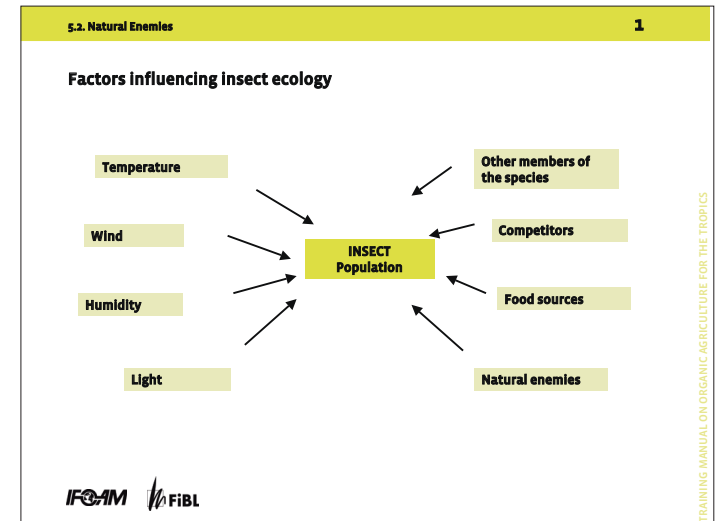 5.2. Natural Enemies
1
Factors influencing insect ecology
Temperature
Wind
Humidity
Light
INSECT
Population
Other members of
the species
Competitors
Food sources
Natural enemies
TRAINING MANUAL ON ORGANIC AGRICULTURE FOR THE TROPICS
IFOAM
FiBL